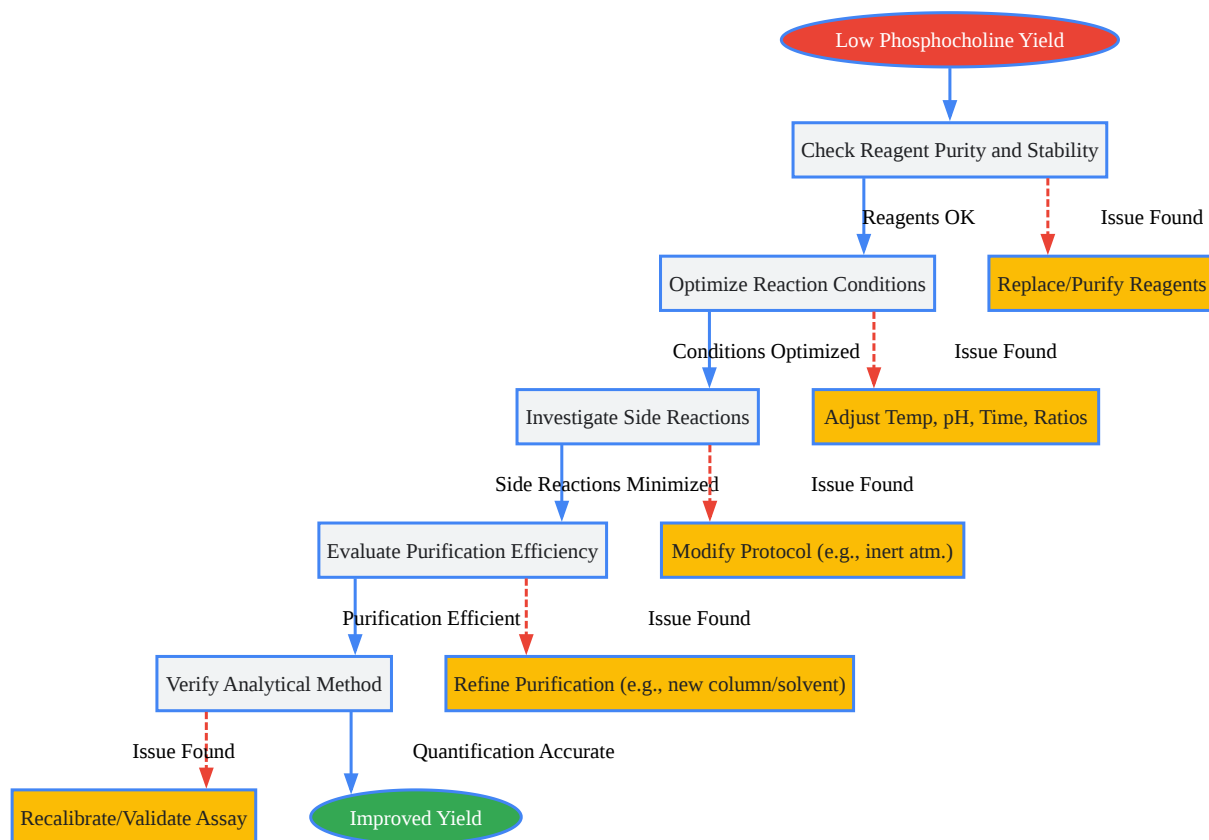 Low Phosphocholine Yield
Check Reagent Purity and Stability
Reagents OK
Issue Found
Optimize Reaction Conditions
Replace/Purify Reagents
Conditions Optimized
Issue Found
Investigate Side Reactions
Adjust Temp, pH, Time, Ratios
Side Reactions Minimized
Issue Found
Evaluate Purification Efficiency
Modify Protocol (e.g., inert atm.)
Purification Efficient
Issue Found
Verify Analytical Method
Refine Purification (e.g., new column/solvent)
Issue Found
Quantification Accurate
Recalibrate/Validate Assay
Improved Yield